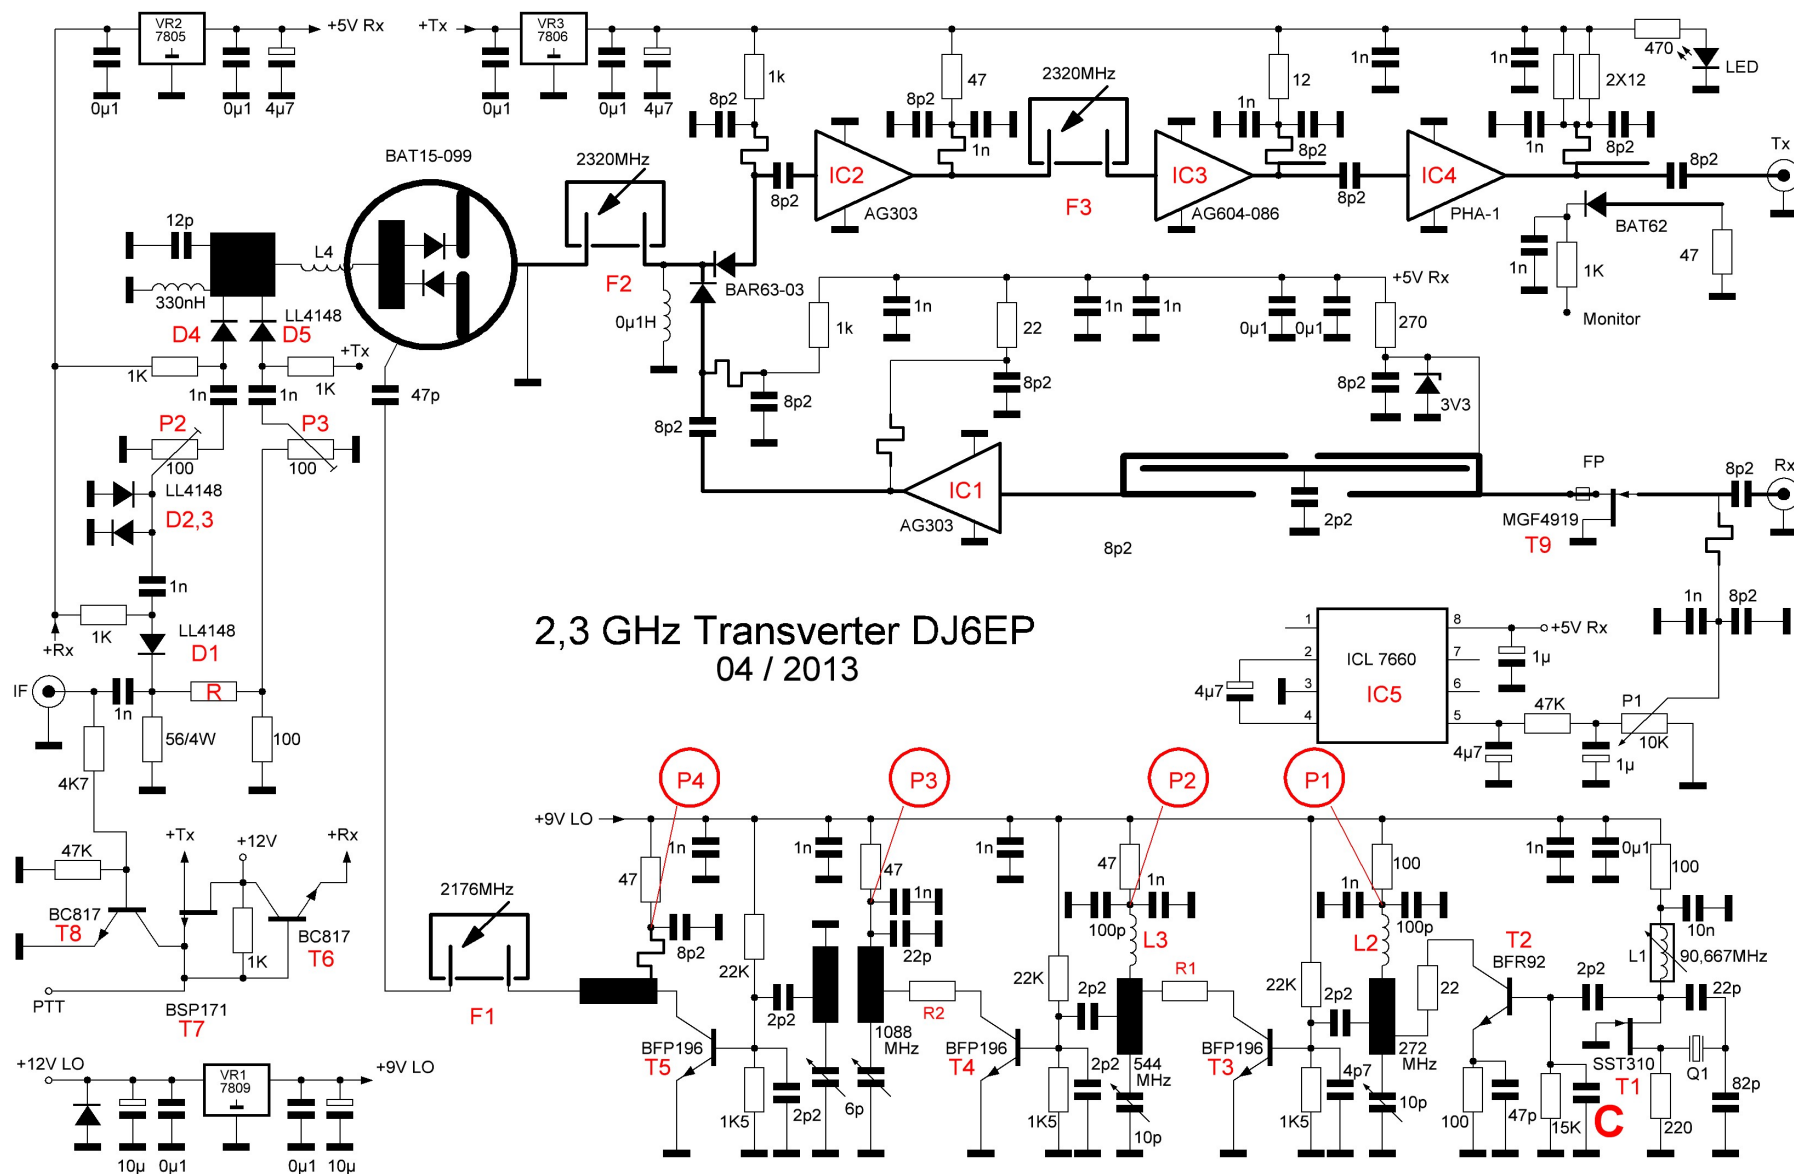 VR2
7805
+5V Rx
0µ1
0µ1
4µ7
+Tx
VR3
7806
0µ1
0µ1
4µ7
1k
8p2
47
8p2
1n
2320MHz
12
1n
8p2
1n
1n
2X12
1n
8p2
470
LED
Tx
BAT15-099
2320MHz
F2
8p2
IC2
AG303
F3
IC3
AG604-086
8p2
IC4
PHA-1
8p2
BAT62
47
1n
1K
Monitor
12p
L4
330nH
LL4148
D4
D5
1K
+Tx
1K
1n
1n
47p
P2
P3
100
100
LL4148
D2,3
1n
1K
+Rx
LL4148
D1
BAR63-03
0µ1H
1k
8p2
8p2
1n
22
8p2
1n
1n
0µ1
0µ1
+5V Rx
270
8p2
3V3
IC1
AG303
2p2
8p2
FP
MGF4919
T9
8p2
Rx
1n
8p2
2,3 GHz Transverter DJ6EP
04 / 2013
1
2
3
4
8
7
6
5
ICL 7660
IC5
4µ7
+5V Rx
1µ
47K
P1
10K
4µ7
1µ
IF
1n
R
56/4W
100
4K7
47K
BC817
T8
+Tx
+12V
+Rx
1K
BC817
T6
PTT
BSP171
T7
+12V LO
VR1
7809
+9V LO
10µ
0µ1
0µ1
10µ
P4
P3
P2
P1
+9V LO
47
1n
8p2
2176MHz
F1
BFP196
T5
22K
1K5
2p2
2p2
1n
47
1n
22p
1088
MHz
6p
R2
BFP196
T4
1n
22K
1K5
2p2
2p2
47
1n
100p
L3
544
MHz
10p
R1
BFP196
T3
22K
1K5
2p2
4p7
100
1n
100p
L2
272
MHz
10p
22
T2
BFR92
100
47p
15K
C
2p2
1n
0µ1
100
10n
L1
90,667MHz
22p
SST310
T1
Q1
220
82p